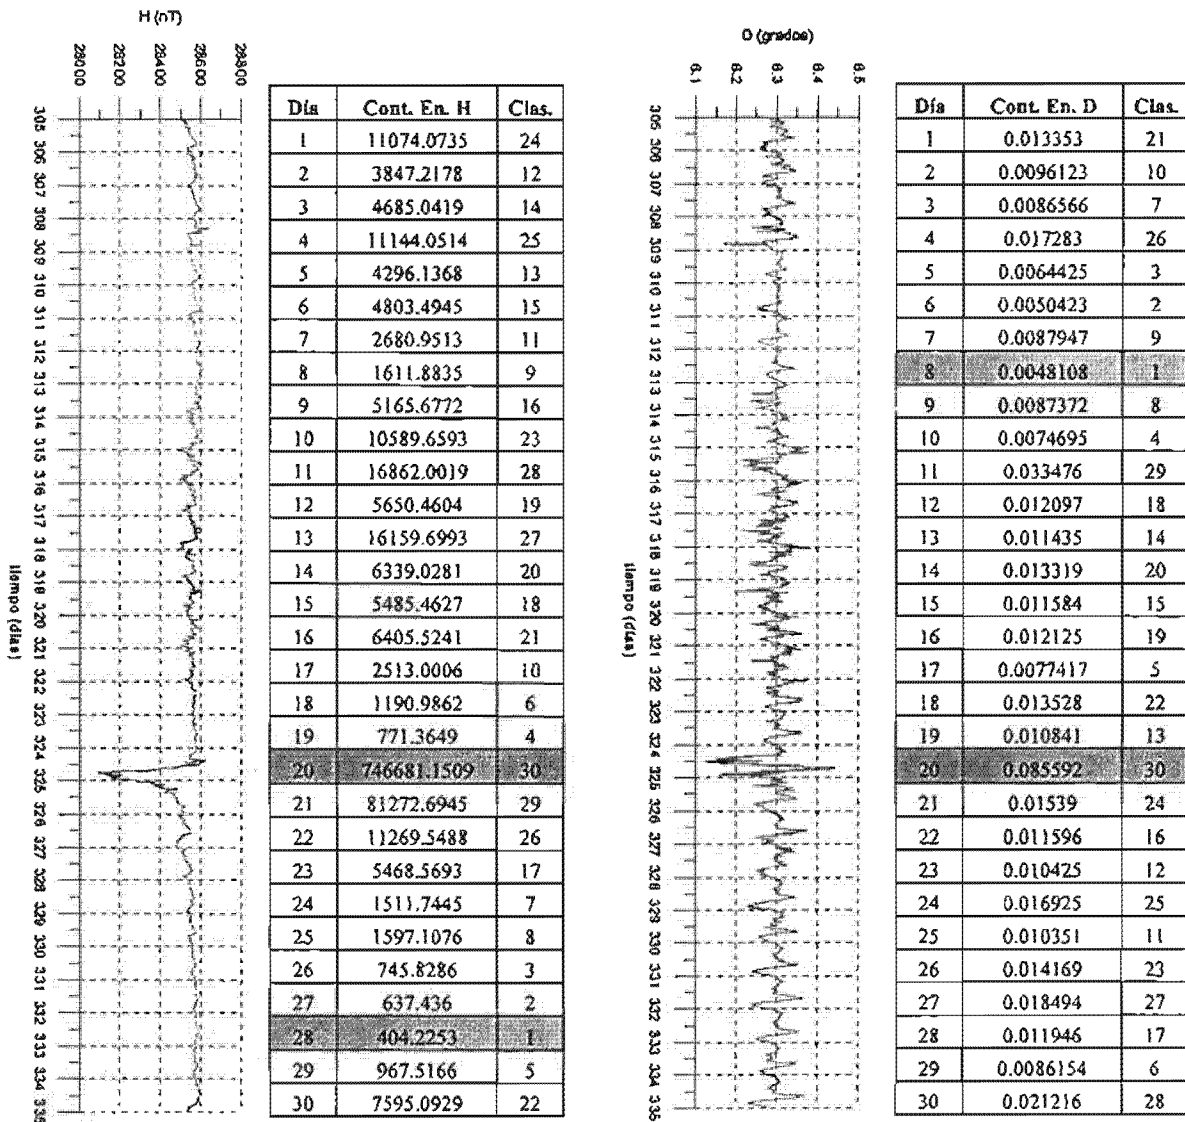 H (nT)
28000 28200 28400 28600 28800
305 306 307 308 309 310 311 312 313 314 315 316 317 318 319 320 321 322 323 324 325 326 327 328 329 330 331 332 333 334 335
tiempo (días)
Día Cont. En. H Clas.
1 11074.0735 24
2 3847.2178 12
3 4685.0419 14
4 11144.0514 25
5 4296.1368 13
6 4803.4945 15
7 2680.9513 11
8 1611.8835 9
9 5165.6772 16
10 10589.6593 23
11 16862.0019 28
12 5650.4604 19
13 16159.6993 27
14 6339.0281 20
15 5485.4627 18
16 6405.5241 21
17 2513.0006 10
18 1190.9862 6
19 771.3649 4
20 746681.1509 30
21 81272.6945 29
22 11269.5488 26
23 5468.5693 17
24 1511.7445 7
25 1597.1076 8
26 745.8286 3
27 637.436 2
28 404.2253 1
29 967.5166 5
30 7595.0929 22
D (grados)
6.1 6.2 6.3 6.4 6.5
305 306 307 308 309 310 311 312 313 314 315 316 317 318 319 320 321 322 323 324 325 326 327 328 329 330 331 332 333 334 335
tiempo (días)
Día Cont. En. D Clas.
1 0.013353 21
2 0.0096123 10
3 0.0086566 7
4 0.017283 26
5 0.0064425 3
6 0.0050423 2
7 0.0087947 9
8 0.0048108 1
9 0.0087372 8
10 0.0074695 4
11 0.033476 29
12 0.012097 18
13 0.011435 14
14 0.013319 20
15 0.011584 15
16 0.012125 19
17 0.0077417 5
18 0.013528 22
19 0.010841 13
20 0.085592 30
21 0.01539 24
22 0.011596 16
23 0.010425 12
24 0.016925 25
25 0.010351 11
26 0.014169 23
27 0.018494 27
28 0.011946 17
29 0.0086154 6
30 0.021216 28